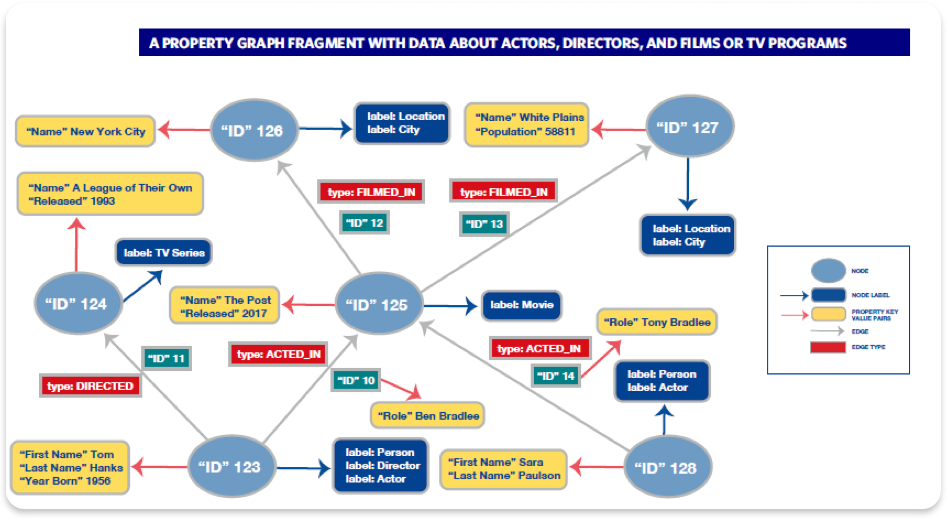 A PROPERTY GRAPH FRAGMENT WITH DATA ABOUT ACTORS, DIRECTORS, AND FILMS OR TV PROGRAMS
“Name” New York City
“ID” 126
label: Location
label: City
“Name” White Plains
“Population” 58811
“ID” 127
“Name” A League of Their Own
“Released” 1993
type: FILMED_IN
“ID” 12
type: FILMED_IN
“ID” 13
label: Location
label: City
label: TV Series
“ID” 124
“Name” The Post
“Released” 2017
“ID” 125
label: Movie
“Role” Tony Bradlee
NODE
NODE LABEL
PROPERTY KEY
VALUE PAIRS
EDGE
EDGE TYPE
“ID” 11
type: DIRECTED
type: ACTED_IN
“ID” 10
“Role” Ben Bradlee
type: ACTED_IN
“ID” 14
label: Person
label: Actor
“First Name” Tom
“Last Name” Hanks
“Year Born” 1956
“ID” 123
label: Person
label: Director
label: Actor
“First Name” Sara
“Last Name” Paulson
“ID” 128